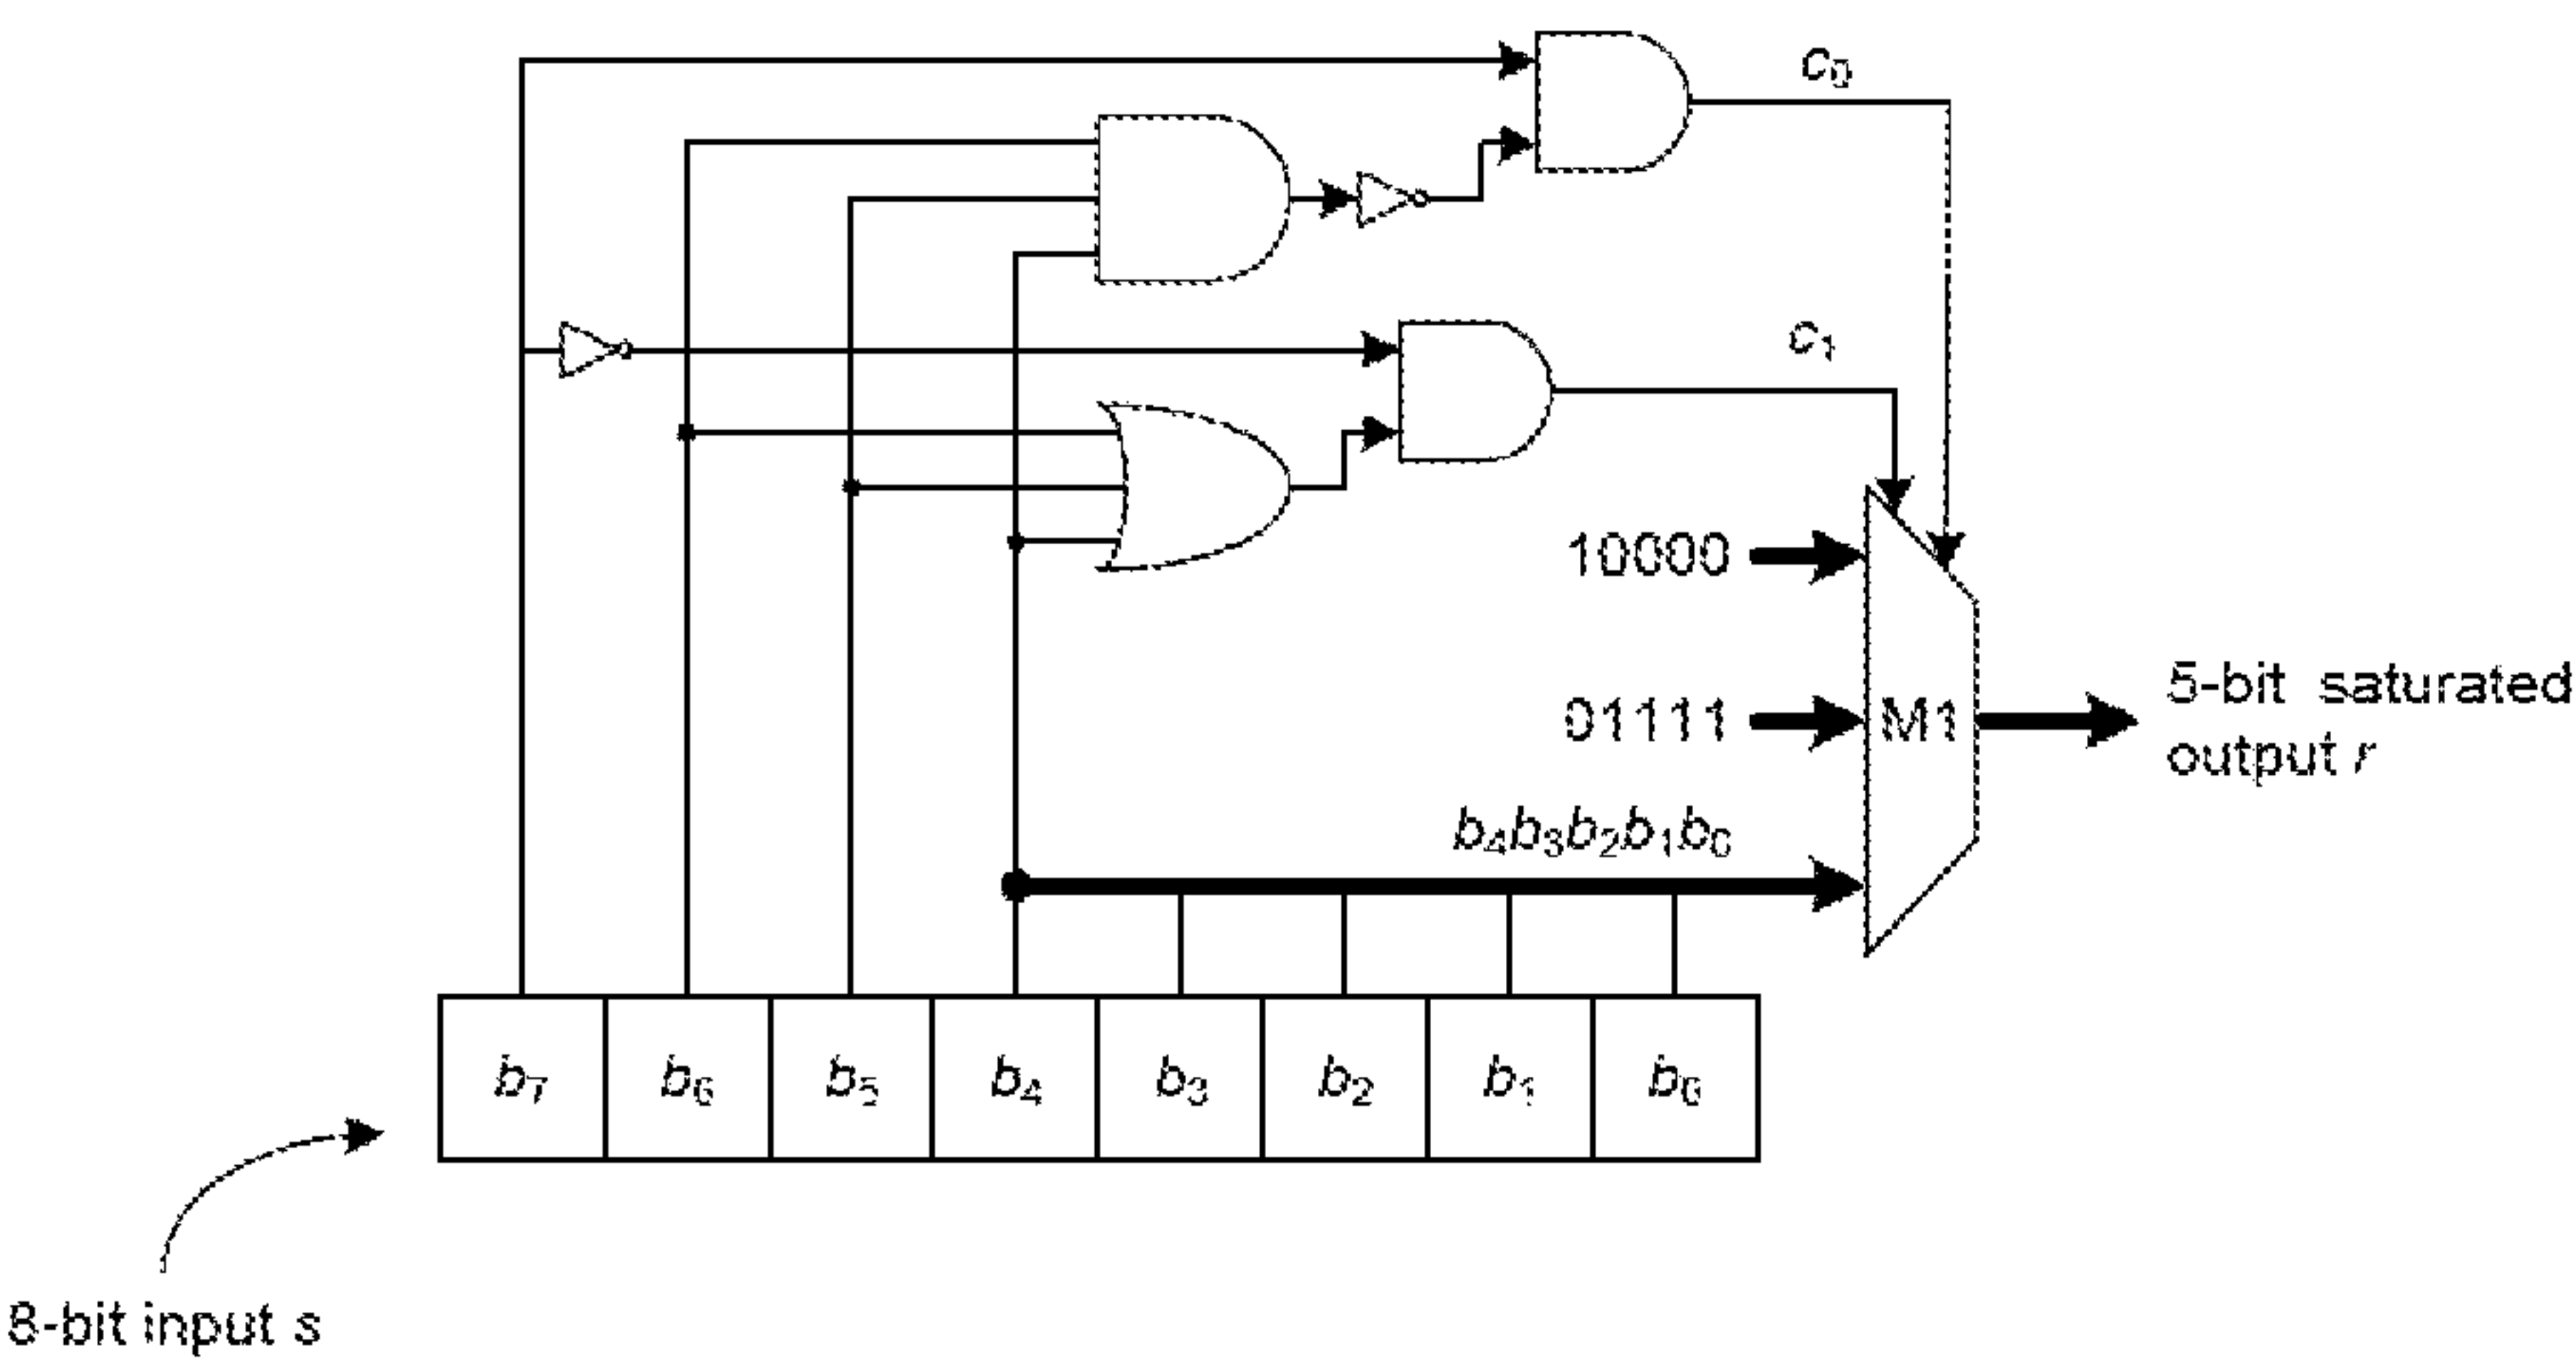 c₀
c₁
10000
01111
M1
5-bit saturated
output r
b₄b₃b₂b₁b₀
b₇ b₆ b₅ b₄ b₃ b₂ b₁ b₀
8-bit input s